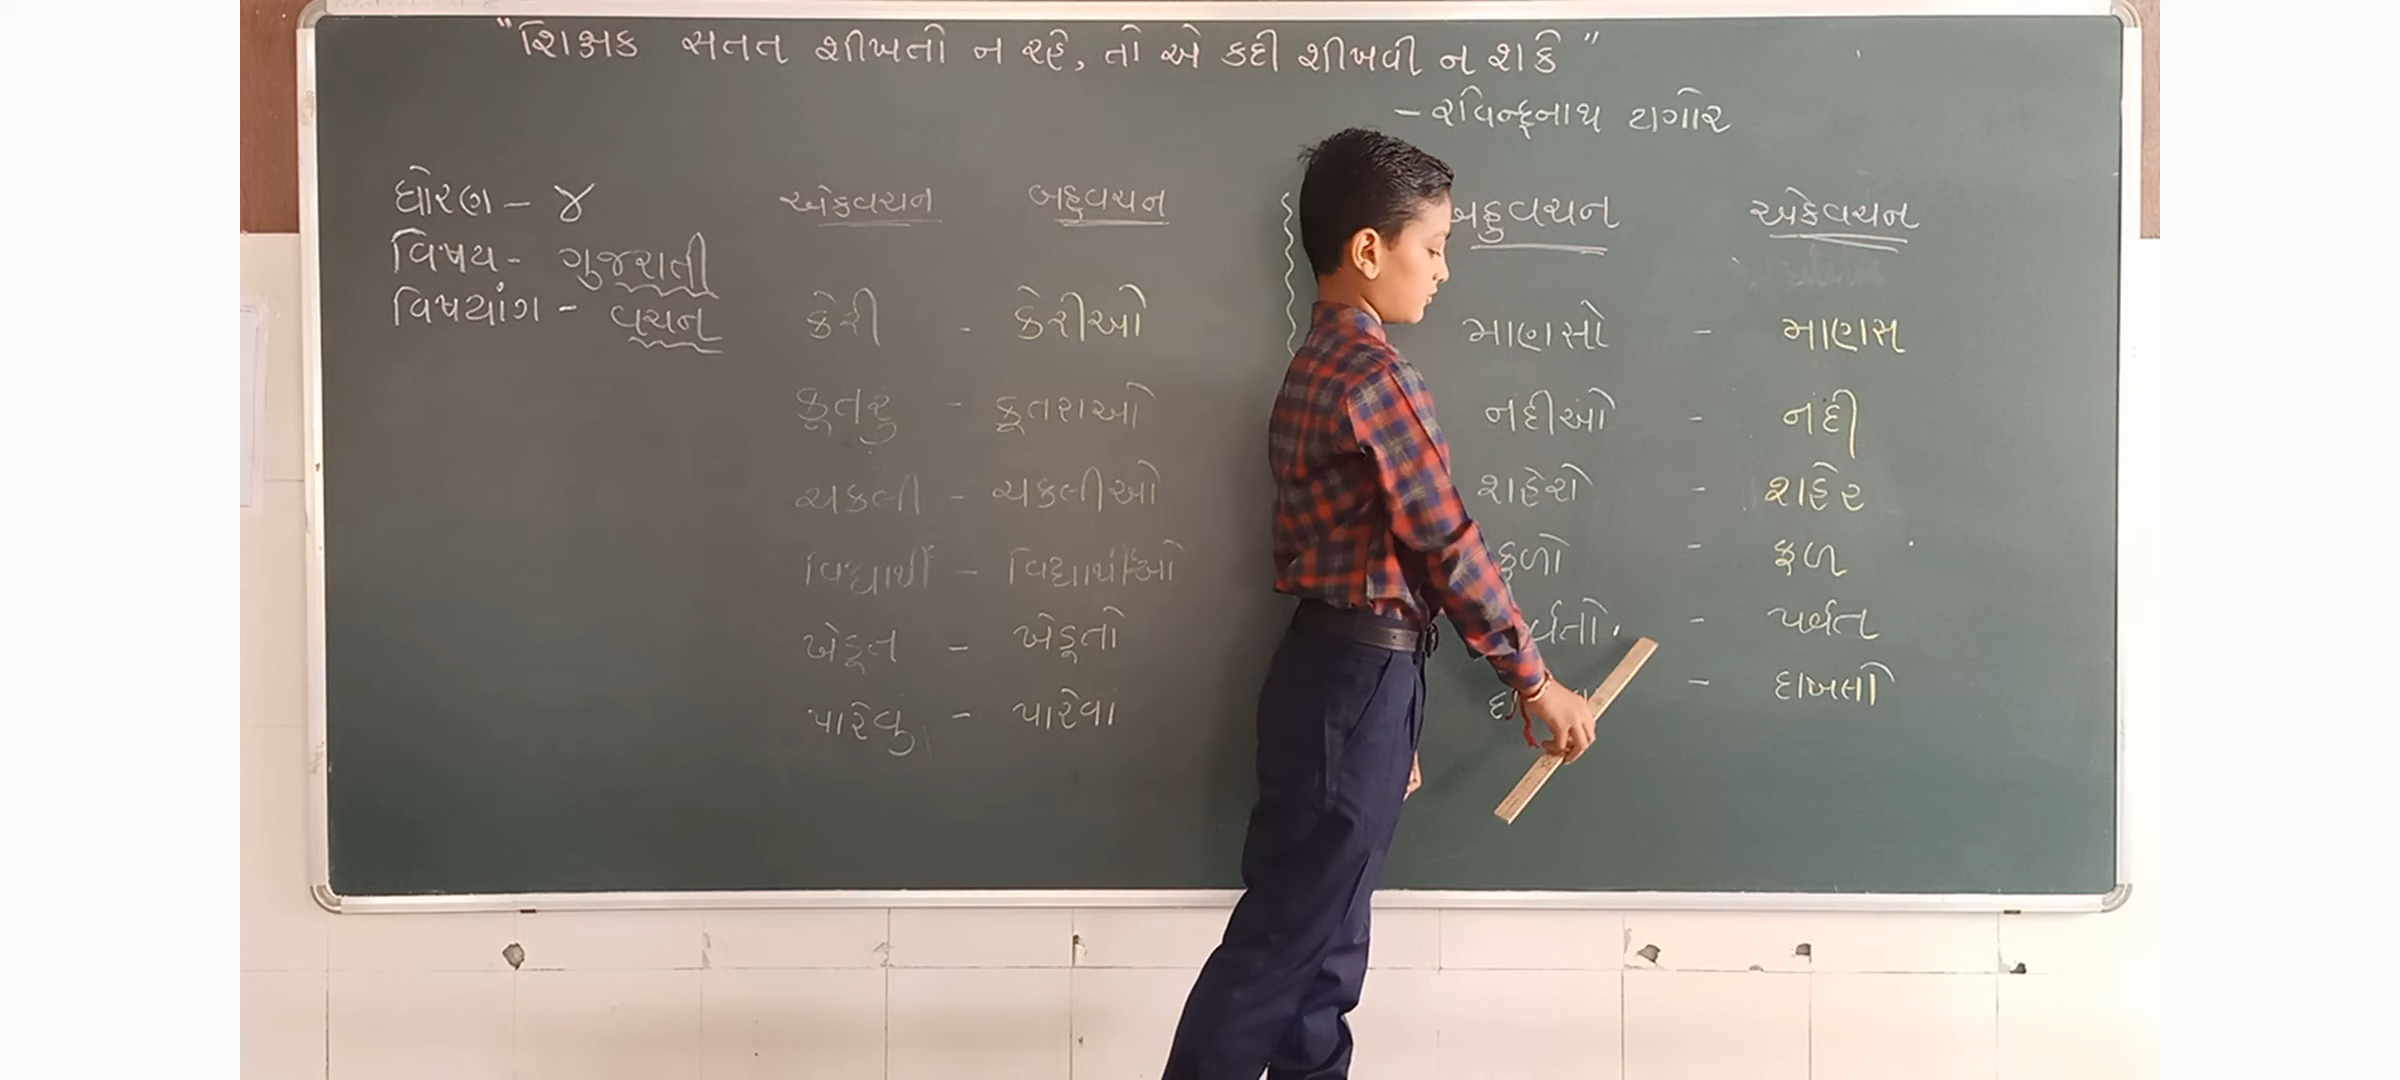 "શિક્ષક સતત શીખતો ન રહે, તો એ કદી શીખવી ન શકે"
- રવિન્દ્રનાથ ટાગોર
ધોરણ - ૪
વિષય - ગુજરાતી
વિષયાંગ - વચન
એકવચન બહુવચન
કેરી - કેરીઓ
કૂતરુ - કૂતરાઓ
ચકલી - ચકલીઓ
વિદ્યાર્થી - વિદ્યાર્થીઓ
ખેડૂત - ખેડૂતો
પારેવુ - પારેવા
બહુવચન એકવચન
માણસો - માણસ
નદીઓ - નદી
શહેરો - શહેર
ફળો - ફળ
- પર્વત
- દાખલો